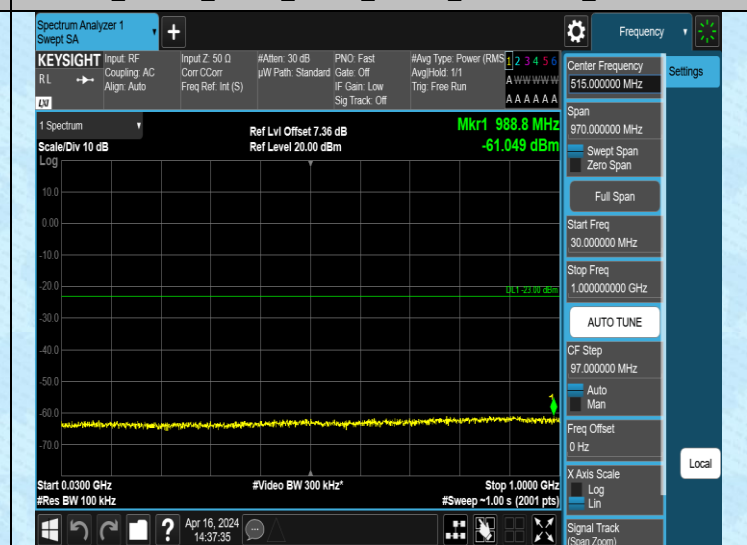 Spectrum Analyzer 1
Swept SA
Frequency
KEYSIGHT
R L
LXI
Input: RF
Coupling: AC
Align: Auto
Input Z: 50 Ω
Corr CCorr
Freq Ref: Int (S)
#Atten: 30 dB
µW Path: Standard
PNO: Fast
Gate: Off
IF Gain: Low
Sig Track: Off
#Avg Type: Power (RMS
Avg|Hold: 1/1
Trig: Free Run
1 2 3 4 5 6
A W W W W W
A A A A A A
1 Spectrum
Scale/Div 10 dB
Log
Ref Lvl Offset 7.36 dB
Ref Level 20.00 dBm
Mkr1 988.8 MHz
-61.049 dBm
10.0
0.00
-10.0
-20.0
DL1 -23.00 dBm
-30.0
-40.0
-50.0
-60.0
1
-70.0
Start 0.0300 GHz
#Res BW 100 kHz
#Video BW 300 kHz*
Stop 1.0000 GHz
#Sweep ~1.00 s (2001 pts)
Apr 16, 2024
14:37:35
Center Frequency
515.000000 MHz
Settings
Span
970.000000 MHz
Swept Span
Zero Span
Full Span
Start Freq
30.000000 MHz
Stop Freq
1.000000000 GHz
AUTO TUNE
CF Step
97.000000 MHz
Auto
Man
Freq Offset
0 Hz
X Axis Scale
Log
Lin
Local
Signal Track
(Span Zoom)